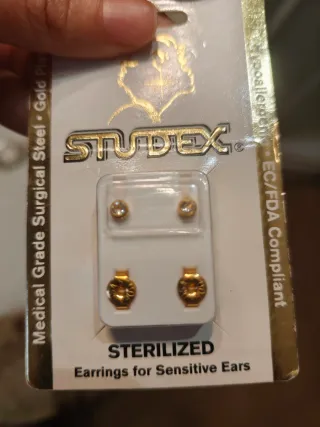 STUDEX®
Medical Grade Surgical Steel • Gold
EC/FDA Compliant
STERILIZED
Earrings for Sensitive Ears